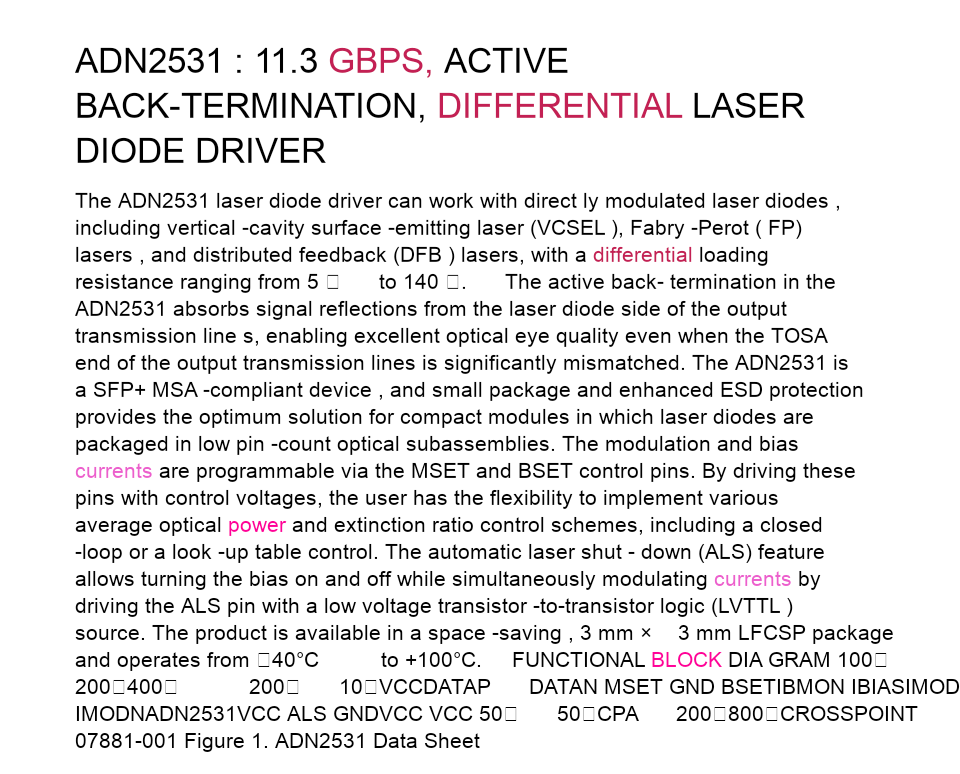 ADN2531 : 11.3 GBPS, ACTIVE
BACK-TERMINATION, DIFFERENTIAL LASER
DIODE DRIVER
The ADN2531 laser diode driver can work with direct ly modulated laser diodes ,
including vertical -cavity surface -emitting laser (VCSEL ), Fabry -Perot ( FP)
lasers , and distributed feedback (DFB ) lasers, with a differential loading
resistance ranging from 5 □ to 140 □. The active back- termination in the
ADN2531 absorbs signal reflections from the laser diode side of the output
transmission line s, enabling excellent optical eye quality even when the TOSA
end of the output transmission lines is significantly mismatched. The ADN2531 is
a SFP+ MSA -compliant device , and small package and enhanced ESD protection
provides the optimum solution for compact modules in which laser diodes are
packaged in low pin -count optical subassemblies. The modulation and bias
currents are programmable via the MSET and BSET control pins. By driving these
pins with control voltages, the user has the flexibility to implement various
average optical power and extinction ratio control schemes, including a closed
-loop or a look -up table control. The automatic laser shut - down (ALS) feature
allows turning the bias on and off while simultaneously modulating currents by
driving the ALS pin with a low voltage transistor -to-transistor logic (LVTTL )
source. The product is available in a space -saving , 3 mm × 3 mm LFCSP package
and operates from □40°C to +100°C. FUNCTIONAL BLOCK DIA GRAM 100□
200□400□ 200□ 10□VCCDATAP DATAN MSET GND BSETIBMON IBIASIMOD
IMODNADN2531VCC ALS GNDVCC VCC 50□ 50□CPA 200□800□CROSSPOINT
07881-001 Figure 1. ADN2531 Data Sheet